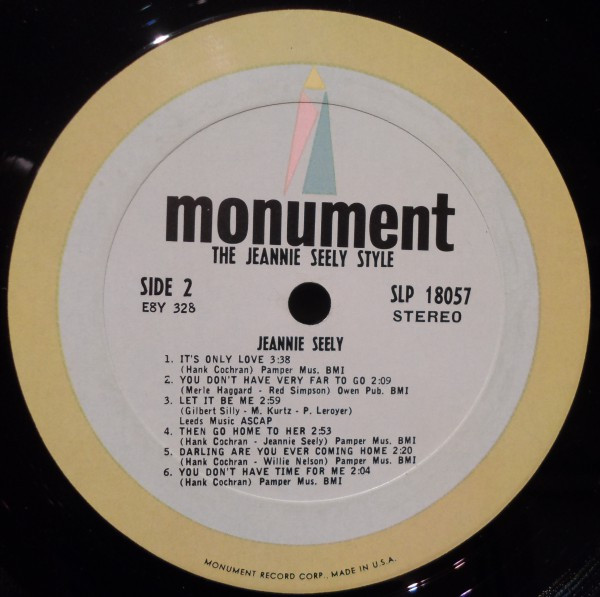 monument
THE JEANNIE SEELY STYLE
SIDE 2
E8Y 328
SLP 18057
STEREO
JEANNIE SEELY
1. IT'S ONLY LOVE 3:38
(Hank Cochran) Pamper Mus. BMI
2. YOU DON'T HAVE VERY FAR TO GO 2:09
(Merle Haggard - Red Simpson) Owen Pub. BMI
3. LET IT BE ME 2:59
(Gilbert Silly - M. Kurtz - P. Leroyer)
Leeds Music ASCAP
4. THEN GO HOME TO HER 2:53
(Hank Cochran - Jeannie Seely) Pamper Mus. BMI
5. DARLING ARE YOU EVER COMING HOME 2:20
(Hank Cochran - Willie Nelson) Pamper Mus. BMI
6. YOU DON'T HAVE TIME FOR ME 2:04
(Hank Cochran) Pamper Mus. BMI
MONUMENT RECORD CORP., MADE IN U.S.A.